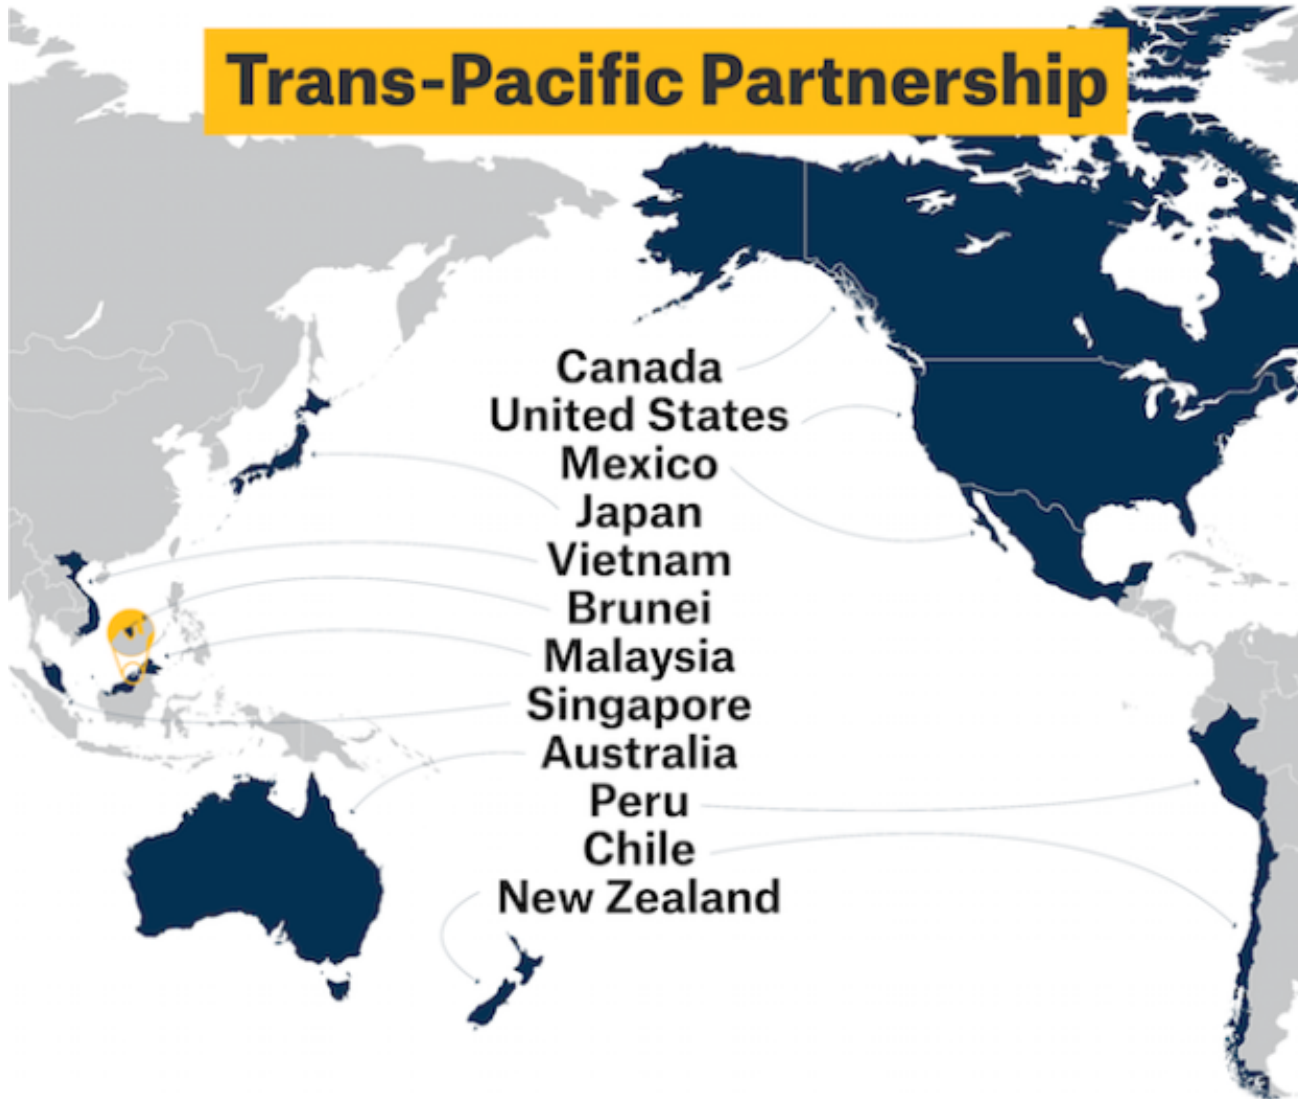 Trans-Pacific Partnership
Canada
United States
Mexico
Japan
Vietnam
Brunei
Malaysia
Singapore
Australia
Peru
Chile
New Zealand